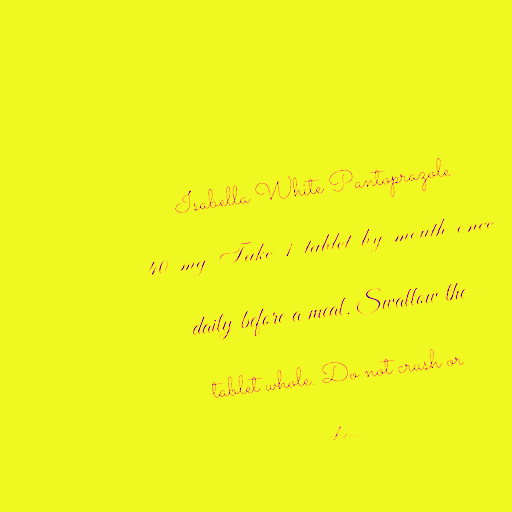 Isabella White Pantoprazole
40 mg Take 1 tablet by mouth once
daily before a meal. Swallow the
tablet whole. Do not crush or